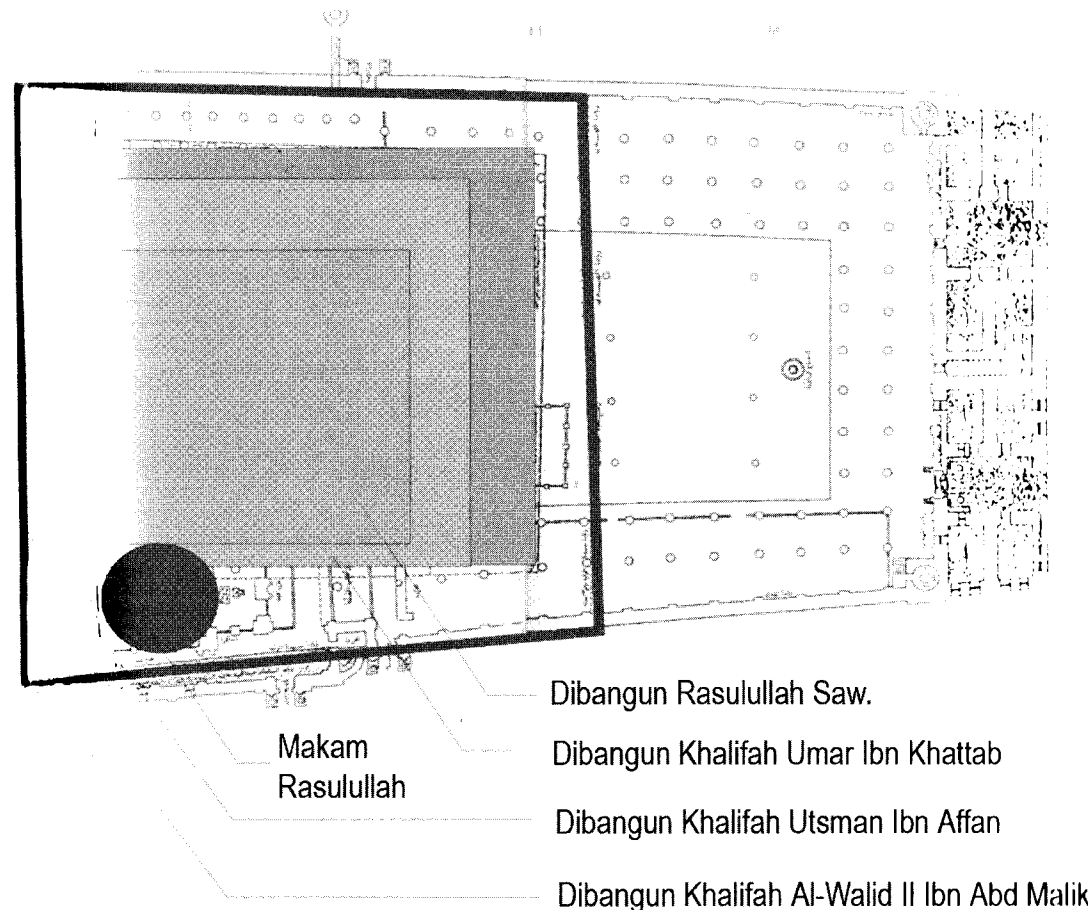 Dibangun Rasulullah Saw.
Makam
Rasulullah
Dibangun Khalifah Umar Ibn Khattab
Dibangun Khalifah Utsman Ibn Affan
Dibangun Khalifah Al-Walid II Ibn Abd Malik